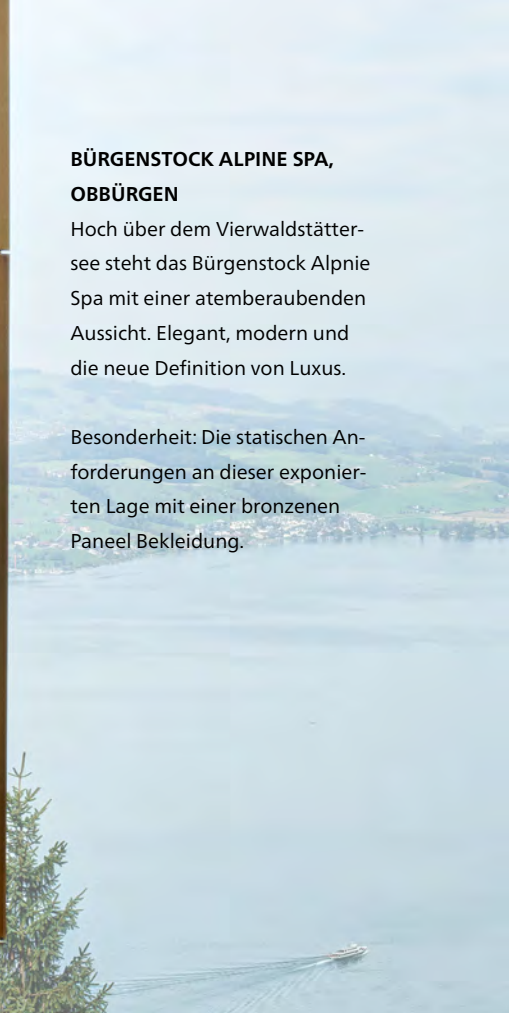 BÜRGENSTOCK ALPINE SPA,
OBBÜRGEN
Hoch über dem Vierwaldstätter-
see steht das Bürgenstock Alpnie
Spa mit einer atemberaubenden
Aussicht. Elegant, modern und
die neue Definition von Luxus.
Besonderheit: Die statischen An-
forderungen an dieser exponier-
ten Lage mit einer bronzenen
Paneel Bekleidung.